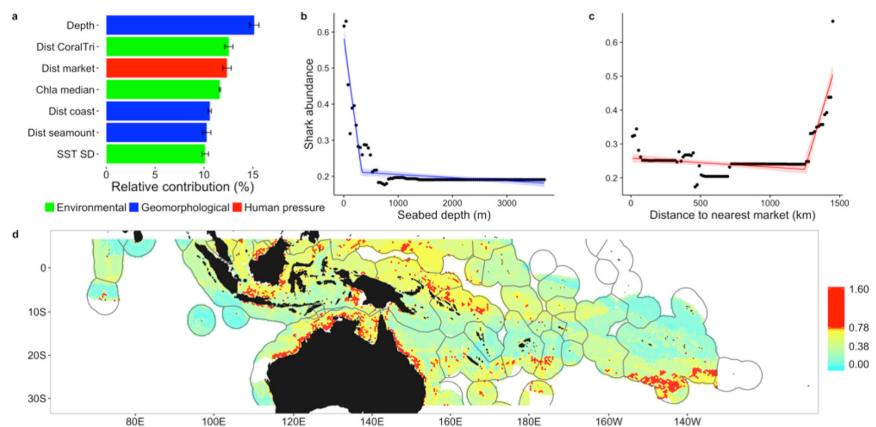 a
Depth
Dist CoralTri
Dist market
Chla median
Dist coast
Dist seamount
SST SD
0 5 10 15
Relative contribution (%)
Environmental Geomorphological Human pressure
b
Shark abundance
0.6
0.5
0.4
0.3
0.2
0 1000 2000 3000
Seabed depth (m)
c
0.6
0.5
0.4
0.3
0.2
0 500 1000 1500
Distance to nearest market (km)
d
0
10S
20S
30S
80E 100E 120E 140E 160E 180E 160W 140W
1.60
0.78
0.38
0.00